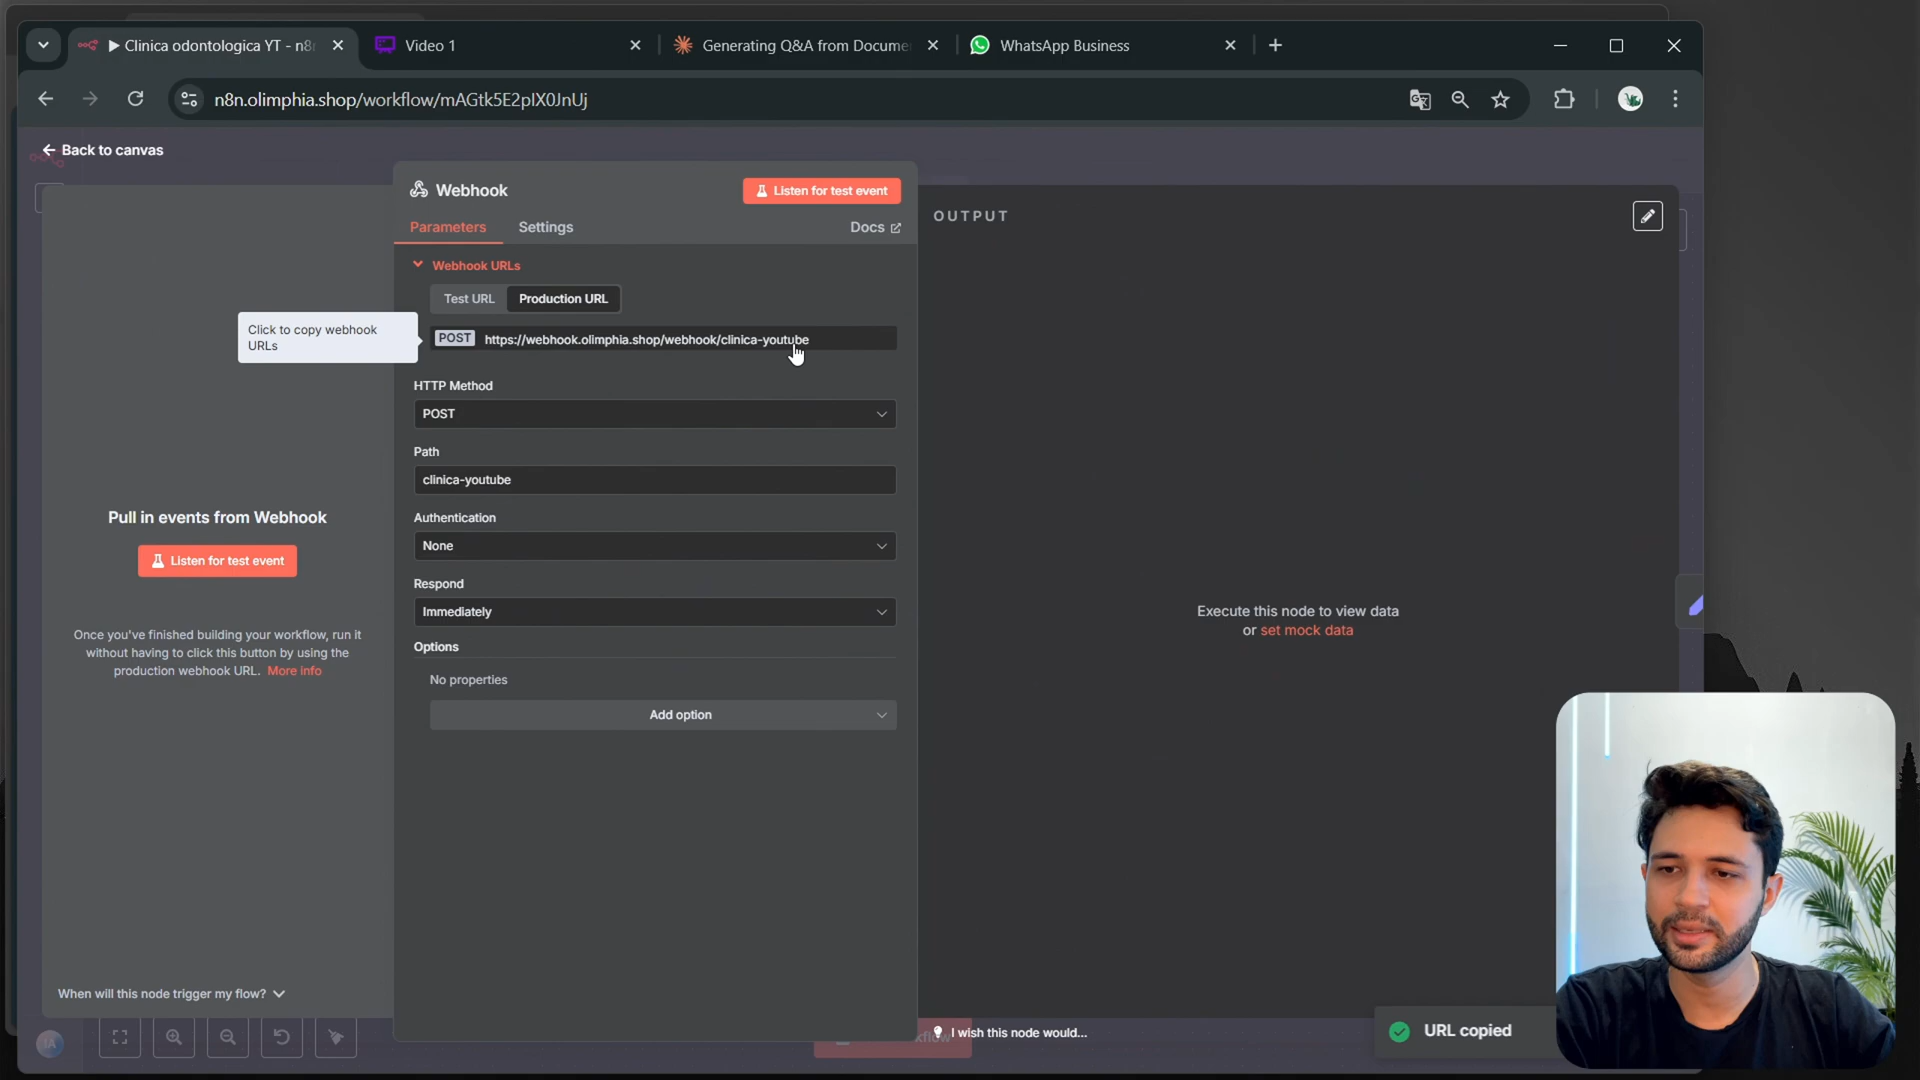 ▶ Clinica odontologica YT - n8
Video 1
Generating Q&A from Docume
WhatsApp Business
n8n.olimphia.shop/workflow/mAGtk5E2pIX0JnUj
Back to canvas
Webhook
Listen for test event
Parameters
Settings
Docs
OUTPUT
Webhook URLs
Test URL
Production URL
Click to copy webhook
URLs
POST
https://webhook.olimphia.shop/webhook/clinica-youtube
HTTP Method
POST
Path
clinica-youtube
Authentication
None
Pull in events from Webhook
Listen for test event
Respond
Immediately
Options
No properties
Add option
Once you've finished building your workflow, run it
without having to click this button by using the
production webhook URL. More info
Execute this node to view data
or set mock data
When will this node trigger my flow?
IA
I wish this node would...
URL copied